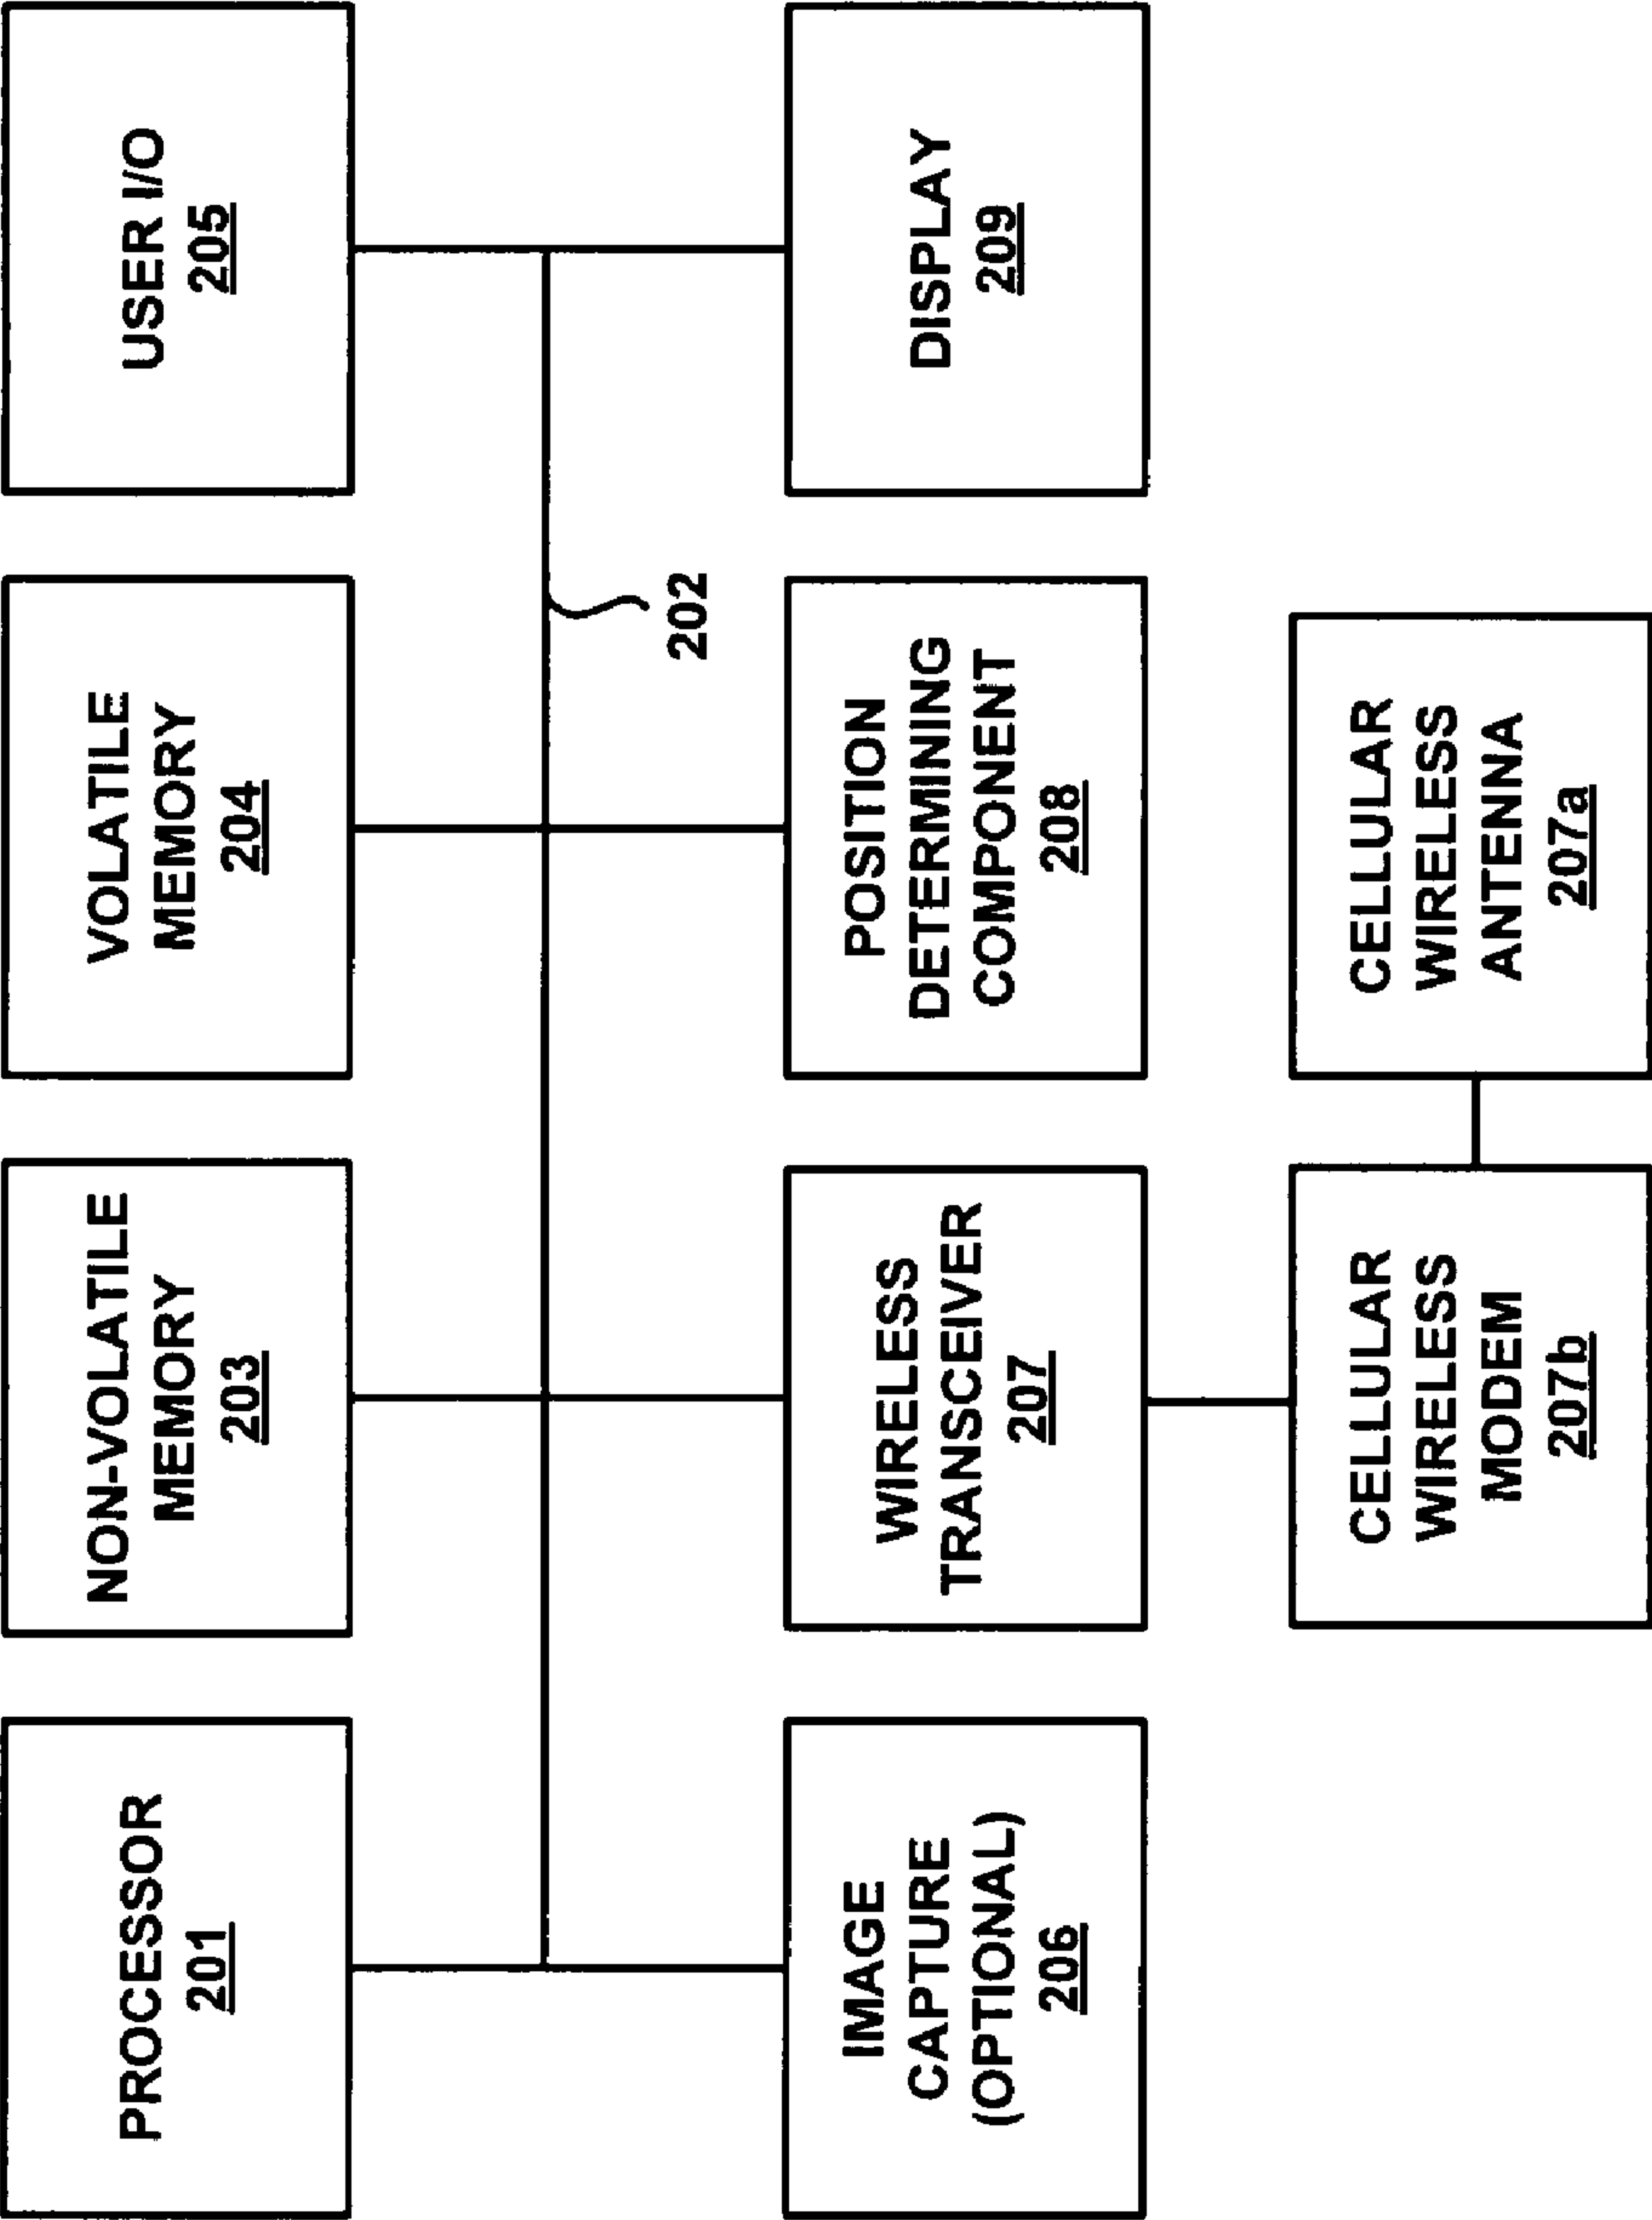 PROCESSOR
201
NON-VOLATILE
MEMORY
203
VOLATILE
MEMORY
204
USER I/O
205
202
IMAGE
CAPTURE
(OPTIONAL)
206
WIRELESS
TRANSCEIVER
207
POSITION
DETERMINING
COMPONENT
208
DISPLAY
209
CELLULAR
WIRELESS
MODEM
207b
CELLULAR
WIRELESS
ANTENNA
207a